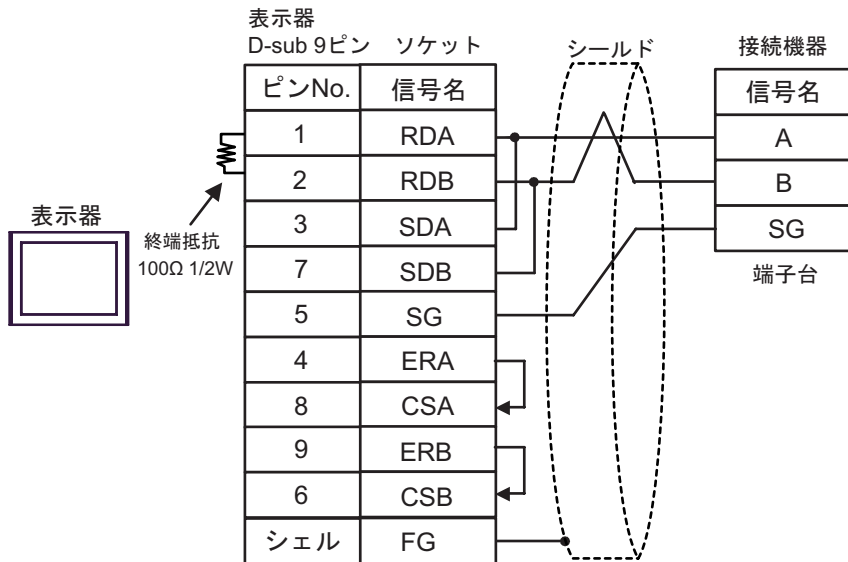 表示器
D-sub 9ピン ソケット
シールド
接続機器
ピンNo. 信号名
信号名
1 RDA
A
2 RDB
B
3 SDA
SG
7 SDB
端子台
5 SG
4 ERA
8 CSA
9 ERB
6 CSB
シェル FG
表示器
終端抵抗
100Ω 1/2W